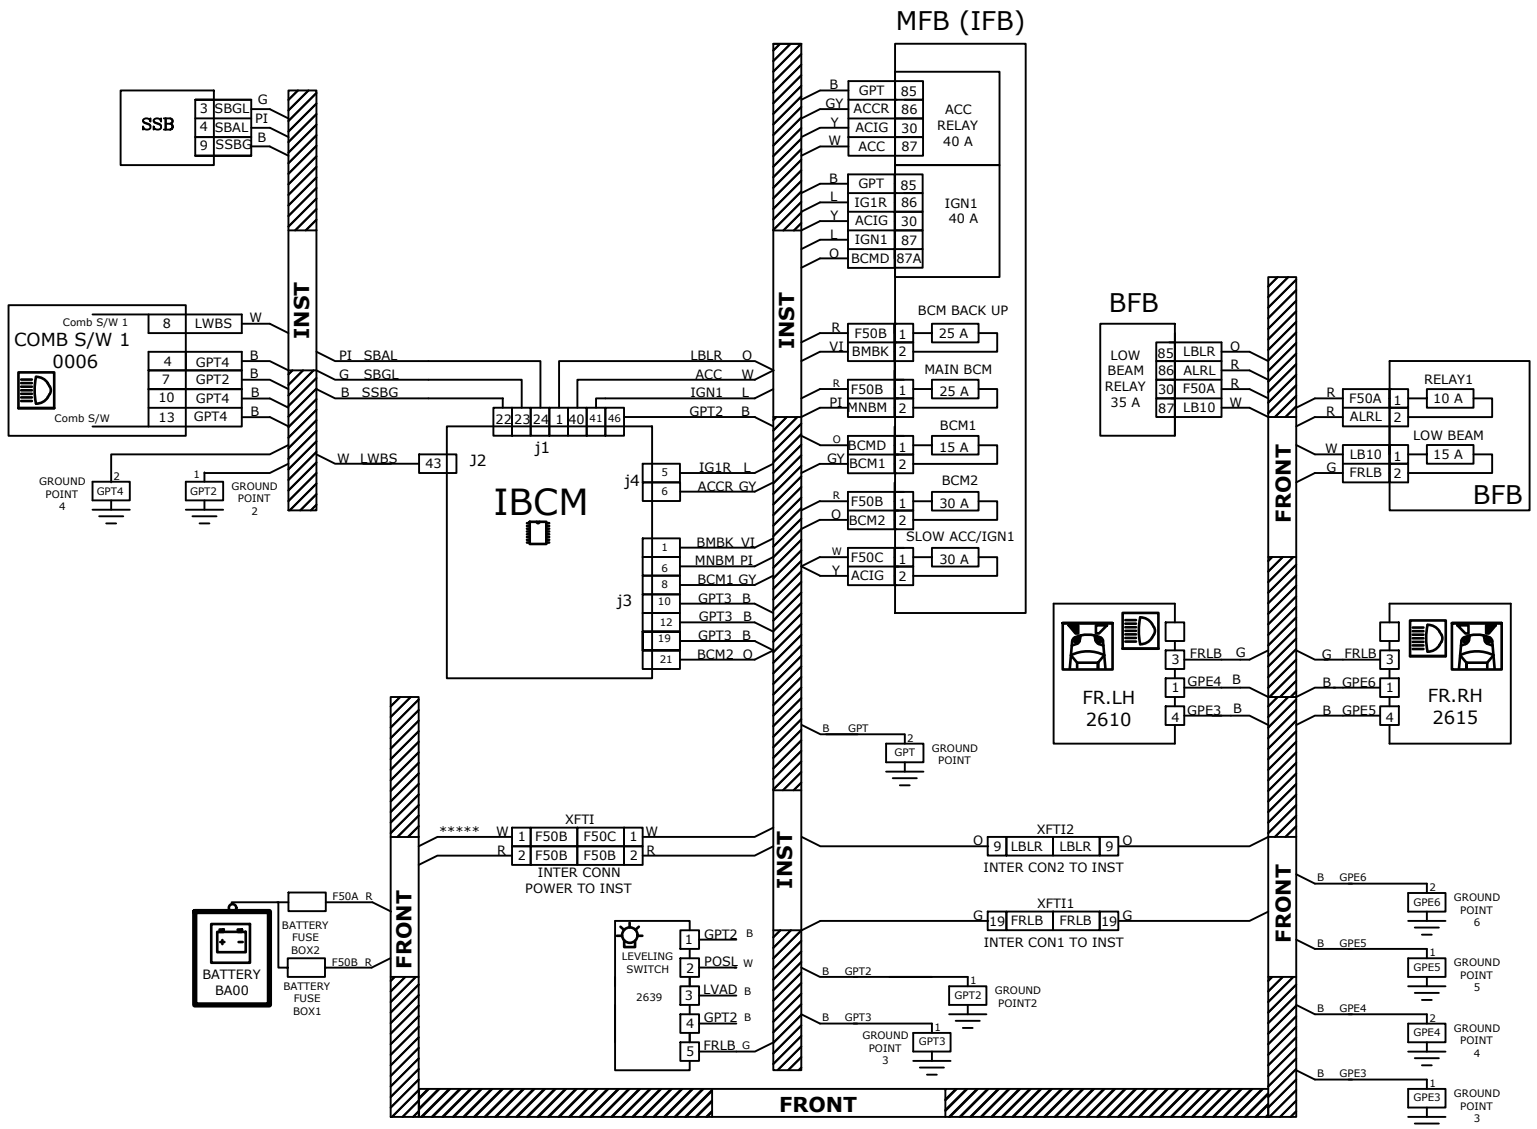 MFB (IFB)
SSB
3 SBGL G
4 SBAL PI
9 SSBG B
INST
Comb S/W 1
COMB S/W 1
0006
Comb S/W
8 LWBS W
4 GPT4 B
7 GPT2 B
10 GPT4 B
13 GPT4 B
GROUND
POINT
4
2
GPT4
1
GPT2
GROUND
POINT
2
PI SBAL
G SBGL
B SSBG
W LWBS
LBLR O
ACC W
IGN1 L
GPT2 B
22 23 24 1 40 41 46
j1
43 J2
IBCM
j4
5 IG1R L
6 ACCR GY
j3
1 BMBK VI
6 MNBM PI
8 BCM1 GY
10 GPT3 B
12 GPT3 B
19 GPT3 B
21 BCM2 O
INST
B GPT 85
GY ACCR 86
Y ACIG 30
W ACC 87
ACC
RELAY
40 A
B GPT 85
L IG1R 86
Y ACIG 30
L IGN1 87
O BCMD 87A
IGN1
40 A
BCM BACK UP
R F50B 1 25 A
VI BMBK 2
MAIN BCM
R F50B 1 25 A
PI MNBM 2
BCM1
O BCMD 1 15 A
GY BCM1 2
BCM2
R F50B 1 30 A
O BCM2 2
SLOW ACC/IGN1
W F50C 1 30 A
Y ACIG 2
BFB
LOW
BEAM
RELAY
35 A
85 LBLR O
86 ALRL R
30 F50A R
87 LB10 W
FRONT
RELAY1
R F50A 1 10 A
R ALRL 2
LOW BEAM
W LB10 1 15 A
G FRLB 2
BFB
FR.LH
2610
3 FRLB G
1 GPE4 B
4 GPE3 B
G FRLB 3
B GPE6 1
B GPE5 4
FR.RH
2615
B GPT
2
GPT
GROUND
POINT
XFTI
***** W 1 F50B F50C 1 W
R 2 F50B F50B 2 R
INTER CONN
POWER TO INST
INST
XFTI2
O 9 LBLR LBLR 9 O
INTER CON2 TO INST
XFTI1
G 19 FRLB FRLB 19 G
INTER CON1 TO INST
FRONT
BATTERY
BA00
F50A R
BATTERY
FUSE
BOX2
F50B R
BATTERY
FUSE
BOX1
FRONT
LEVELING
SWITCH
2639
1 GPT2 B
2 POSL W
3 LVAD B
4 GPT2 B
5 FRLB G
B GPT2
1
GPT2
GROUND
POINT2
B GPT3
GROUND
POINT
3
1
GPT3
B GPE6
2
GPE6
GROUND
POINT
6
B GPE5
1
GPE5
GROUND
POINT
5
B GPE4
2
GPE4
GROUND
POINT
4
B GPE3
1
GPE3
GROUND
POINT
3
FRONT